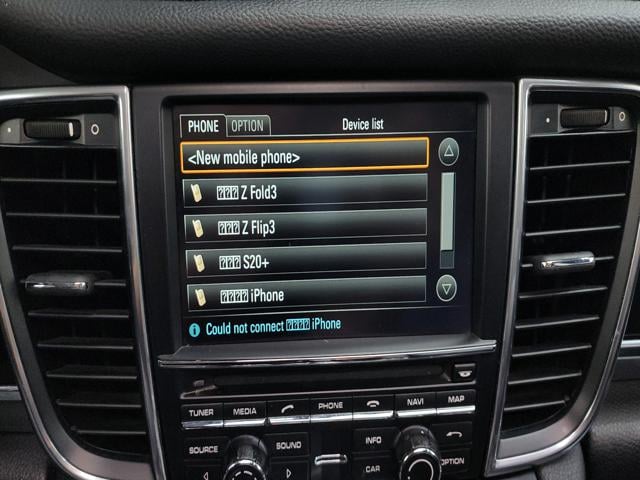 PHONE OPTION Device list
<New mobile phone>
Z Fold3
Z Flip3
S20+
iPhone
Could not connect iPhone
TUNER MEDIA PHONE NAVI MAP
SOURCE SOUND INFO
CAR OPTION